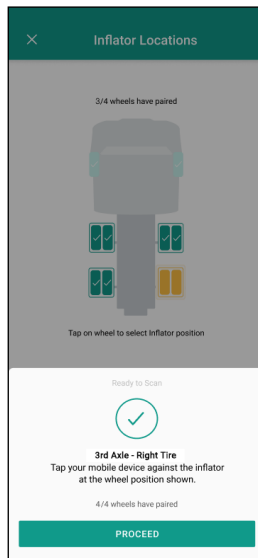 Inflator Locations
3/4 wheels have paired
Tap on wheel to select Inflator position
Ready to Scan
3rd Axle - Right Tire
Tap your mobile device against the inflator
at the wheel position shown.
4/4 wheels have paired
PROCEED